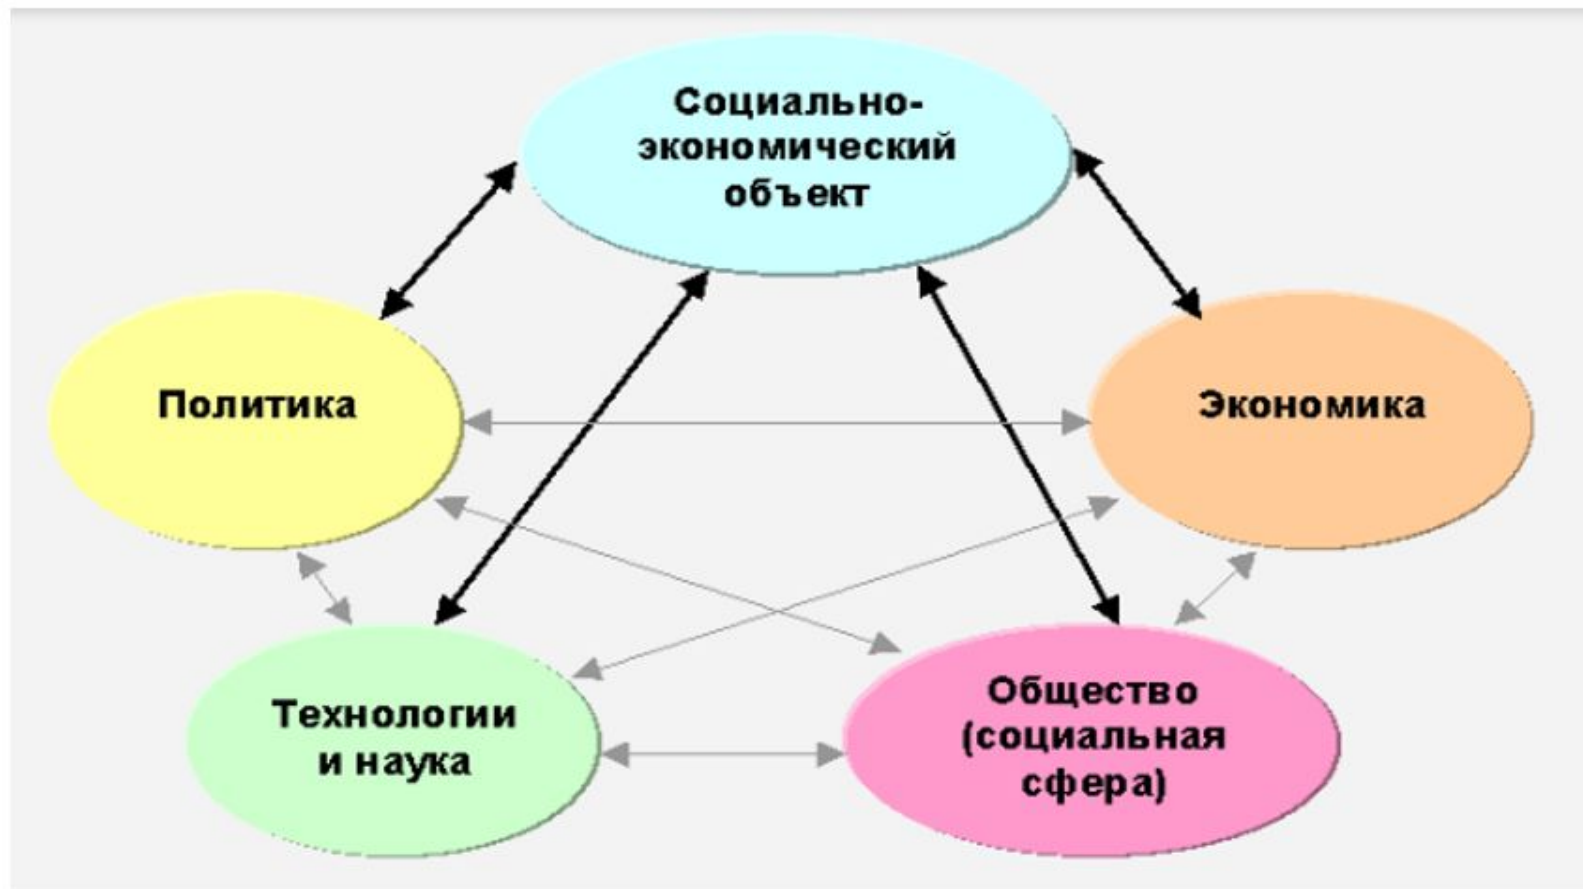 Социально-
экономический
объект
Политика
Экономика
Технологии
и наука
Общество
(социальная
сфера)